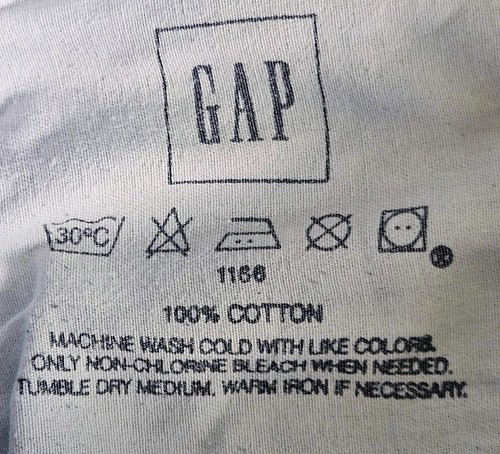 GAP
30°C
1166
100% COTTON
MACHINE WASH COLD WITH LIKE COLORS.
ONLY NON-CHLORINE BLEACH WHEN NEEDED.
TUMBLE DRY MEDIUM. WARM IRON IF NECESSARY.